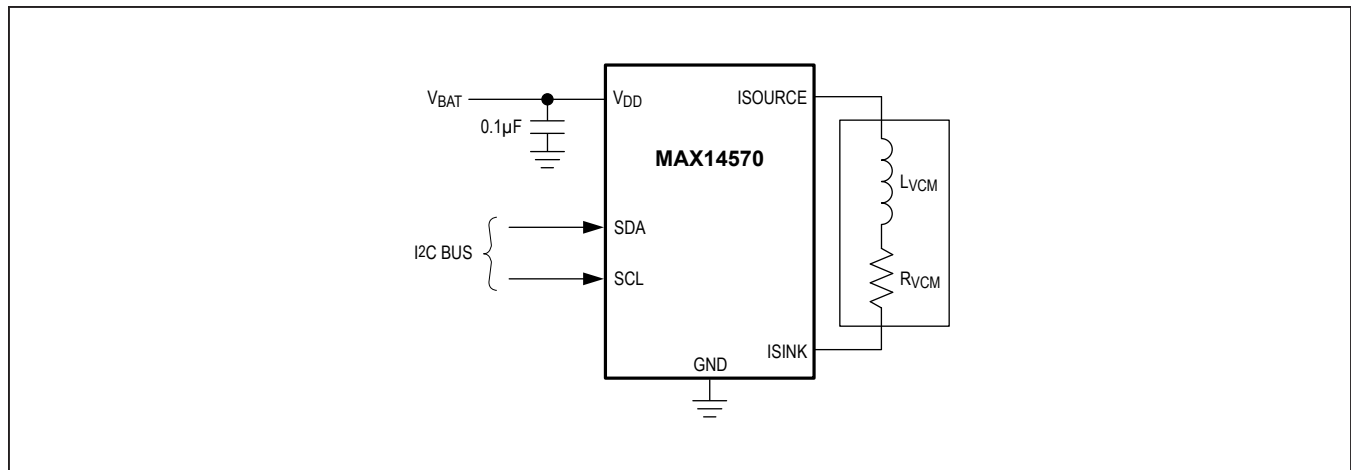 VBAT
VDD
ISOURCE
0.1µF
MAX14570
LVCM
SDA
I2C BUS
SCL
RVCM
ISINK
GND